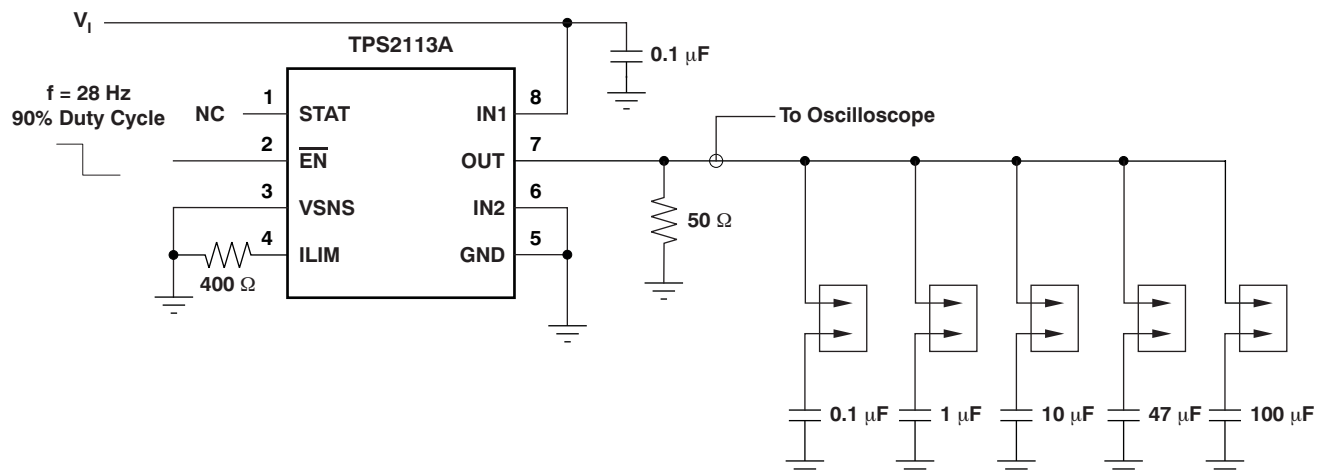 V_I
TPS2113A
0.1 μF
f = 28 Hz
90% Duty Cycle
NC
1
STAT
IN1
8
To Oscilloscope
2
EN
OUT
7
3
VSNS
IN2
6
50 Ω
4
ILIM
GND
5
400 Ω
0.1 μF
1 μF
10 μF
47 μF
100 μF